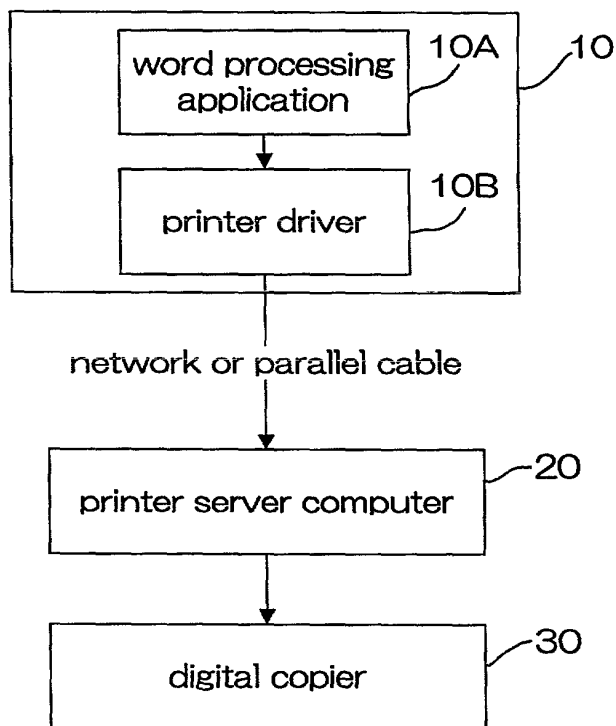 word processing
application
10A
10
printer driver
10B
network or parallel cable
printer server computer
20
digital copier
30